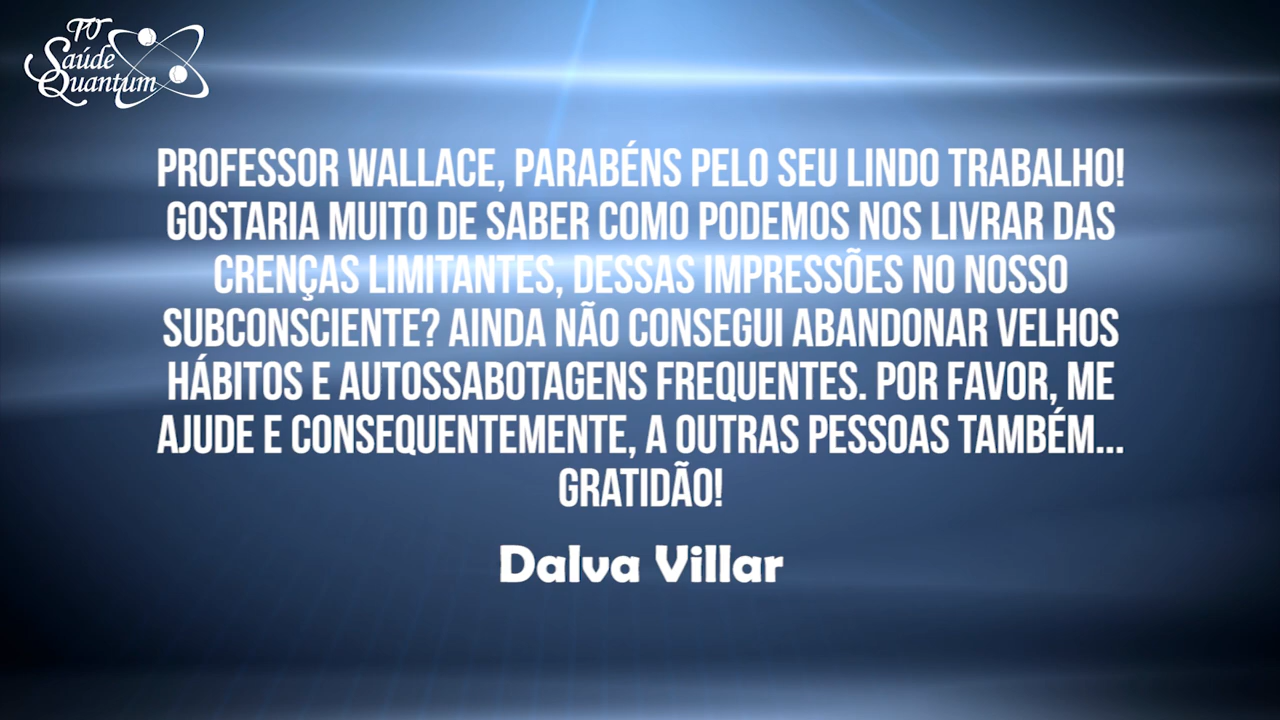 TV
Saúde
Quantum
PROFESSOR WALLACE, PARABÉNS PELO SEU LINDO TRABALHO!
GOSTARIA MUITO DE SABER COMO PODEMOS NOS LIVRAR DAS
CRENÇAS LIMITANTES, DESSAS IMPRESSÕES NO NOSSO
SUBCONSCIENTE? AINDA NÃO CONSEGUI ABANDONAR VELHOS
HÁBITOS E AUTOSSABOTAGENS FREQUENTES. POR FAVOR, ME
AJUDE E CONSEQUENTEMENTE, A OUTRAS PESSOAS TAMBÉM...
GRATIDÃO!
Dalva Villar